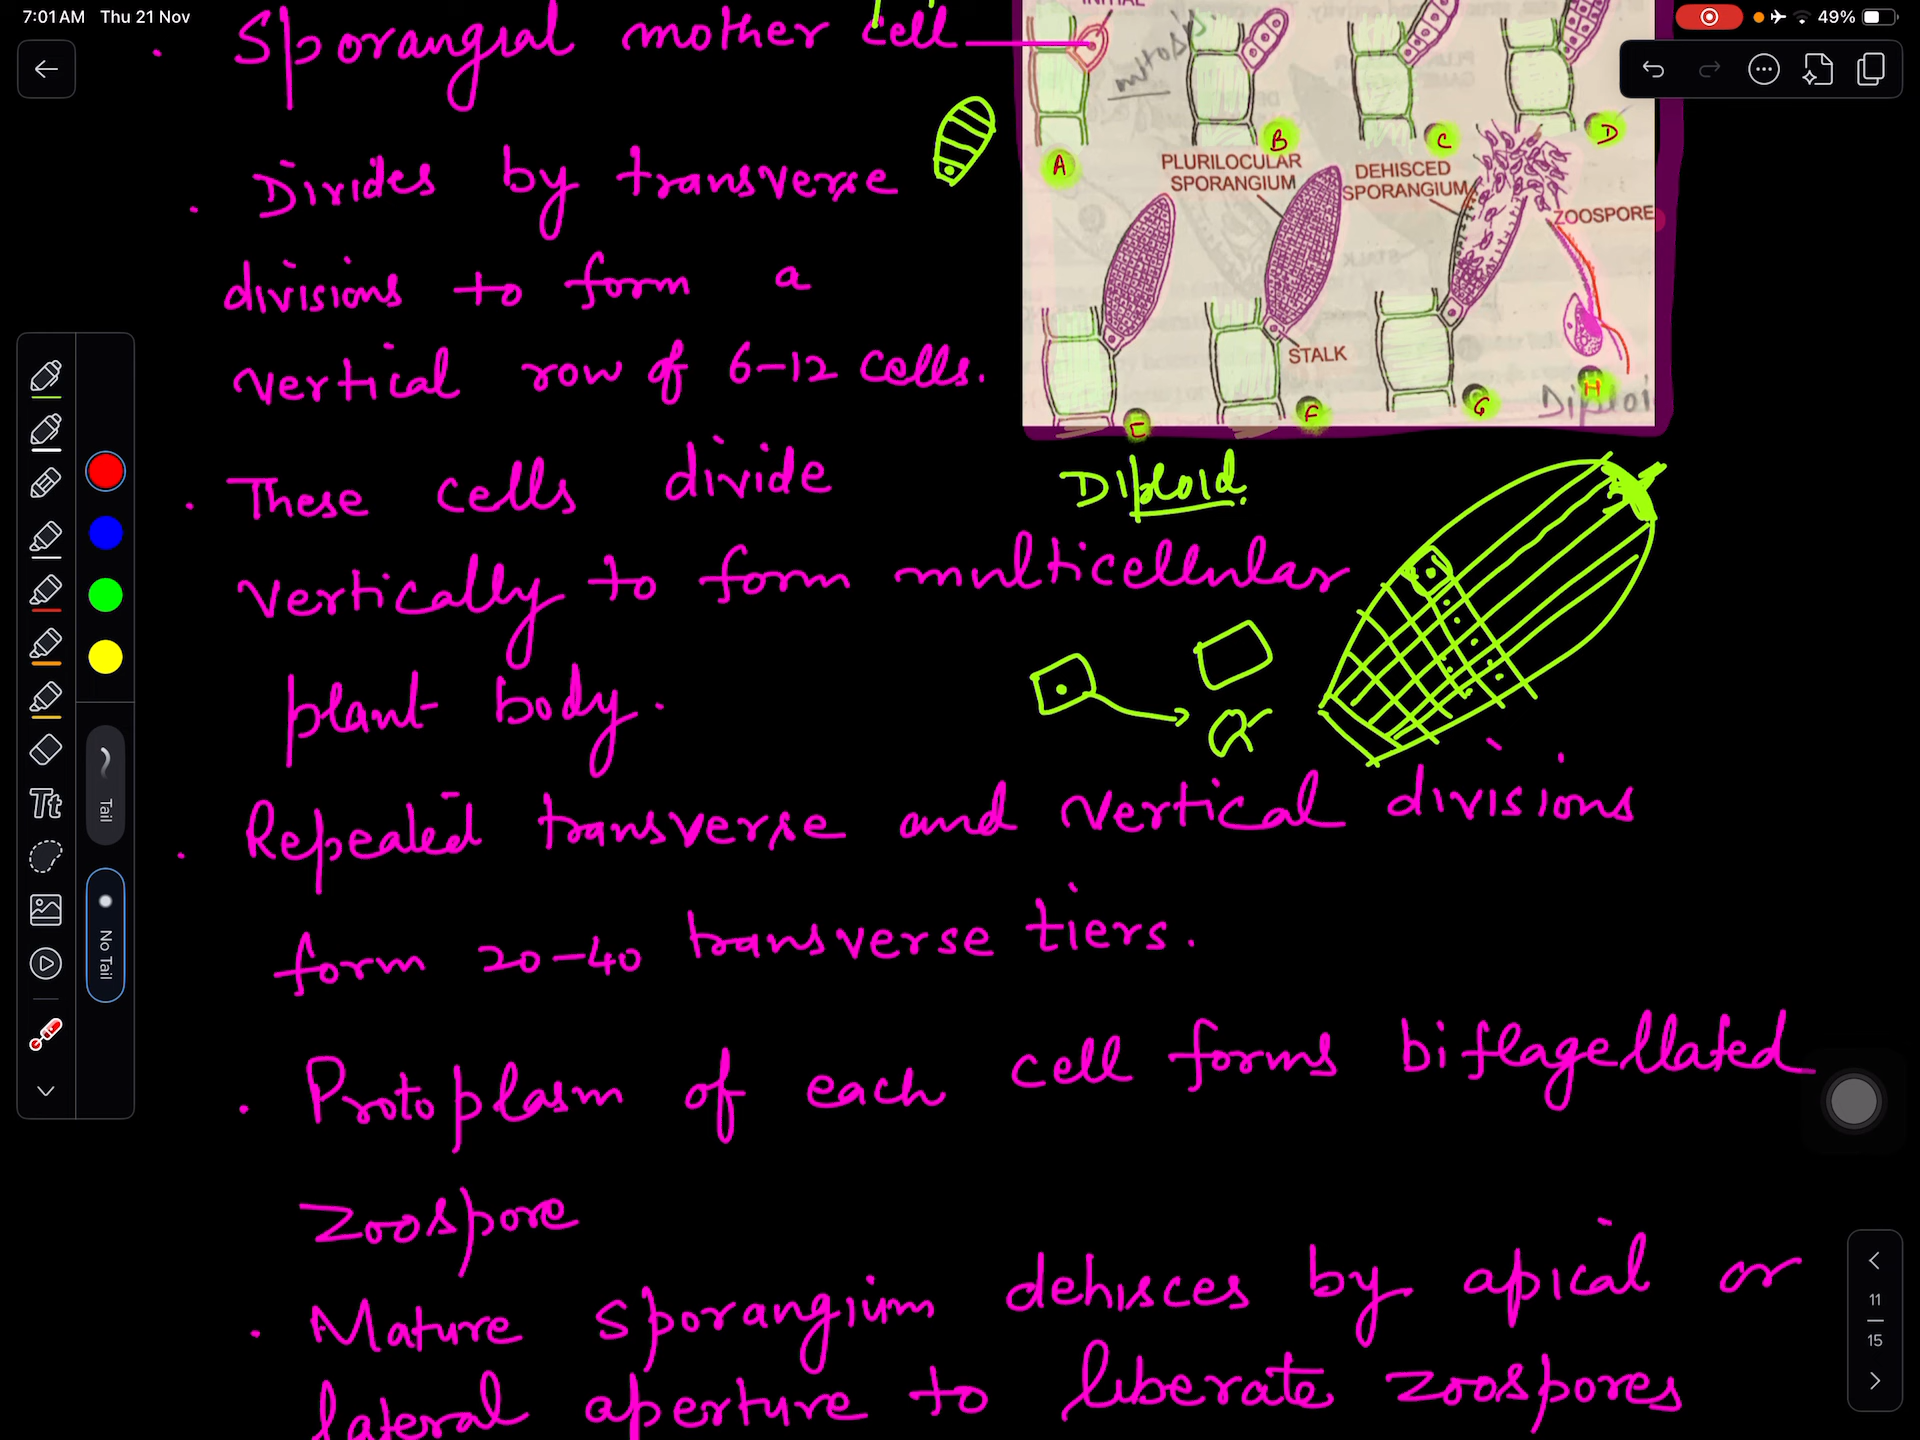 7:01 AM Thu 21 Nov
49%
INITIAL
Sporangial mother cell
mitosis
A
B
C
D
Divides by transverse
divisions to form a
vertical row of 6-12 cells.
PLURILOCULAR
SPORANGIUM
DEHISCED
SPORANGIUM
ZOOSPORE
STALK
E
F
G
H
Diploi
Diploid.
These cells divide
vertically to form multicellular
plant body.
Repeated transverse and vertical divisions
form 20-40 transverse tiers.
Protoplasm of each cell forms biflagellated
zoospore
Mature sporangium dehisces by apical or
lateral aperture to liberate zoospores
Tt
Tail
No Tail
11
15